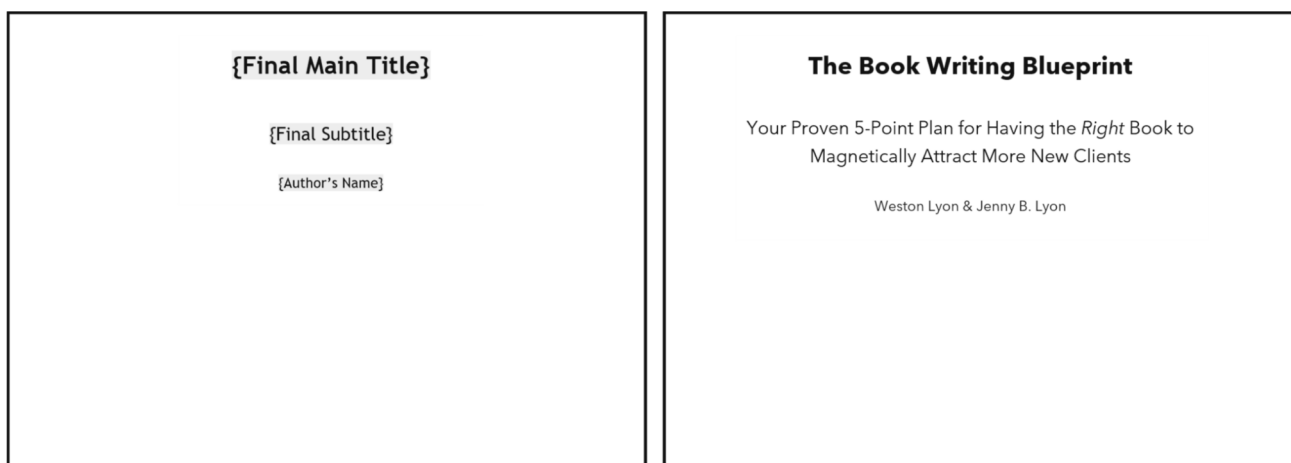 {Final Main Title}
{Final Subtitle}
{Author's Name}
The Book Writing Blueprint
Your Proven 5-Point Plan for Having the Right Book to
Magnetically Attract More New Clients
Weston Lyon & Jenny B. Lyon